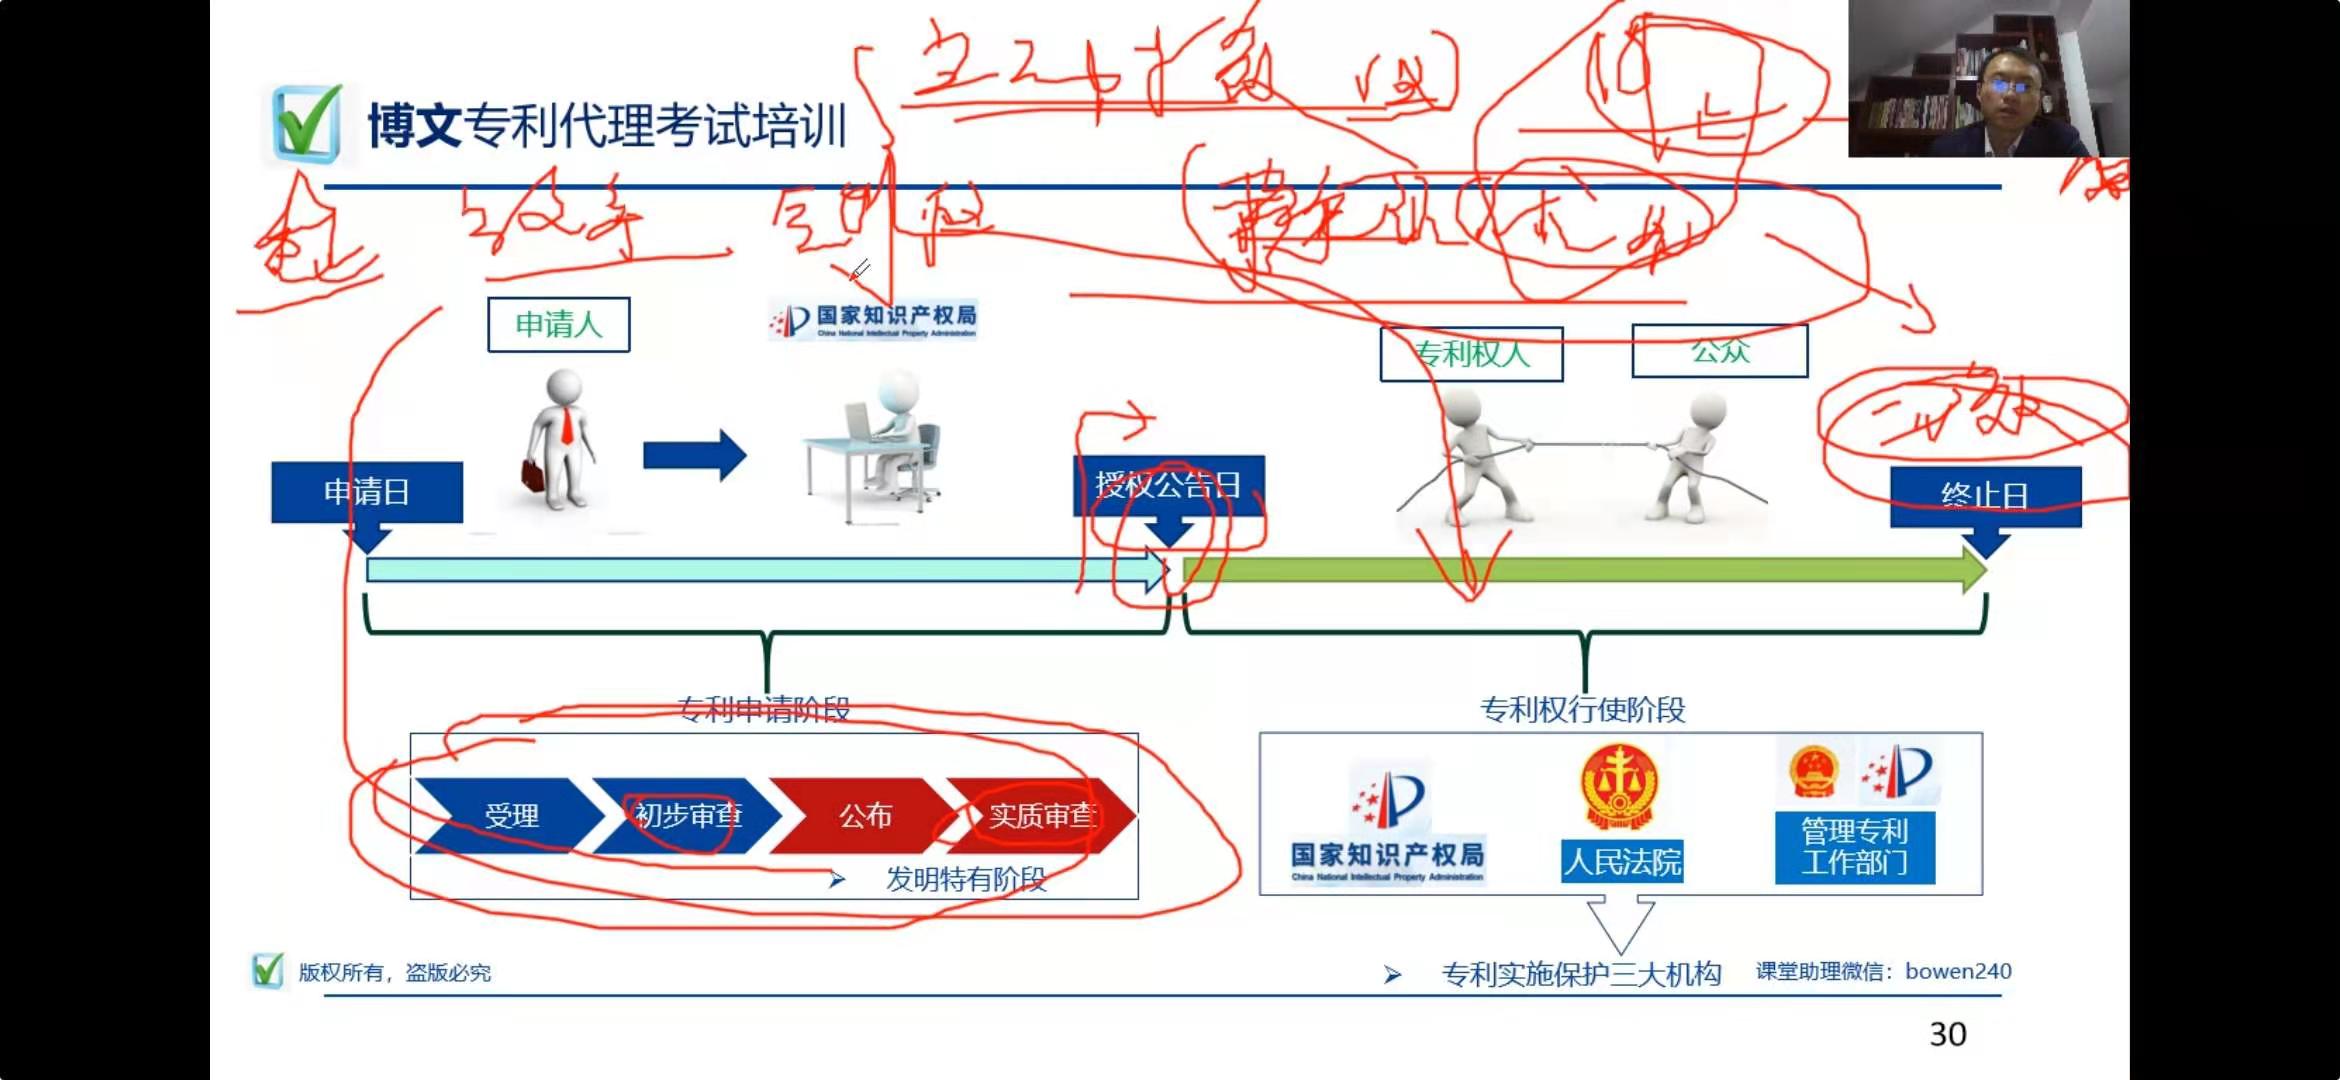 博文专利代理考试培训
申请人
国家知识产权局
China National Intellectual Property Administration
专利权人
公众
申请日
授权公告日
终止日
专利申请阶段
专利权行使阶段
受理
初步审查
公布
实质审查
发明特有阶段
国家知识产权局
China National Intellectual Property Administration
人民法院
管理专利
工作部门
版权所有，盗版必究
专利实施保护三大机构
课堂助理微信：bowen240
30